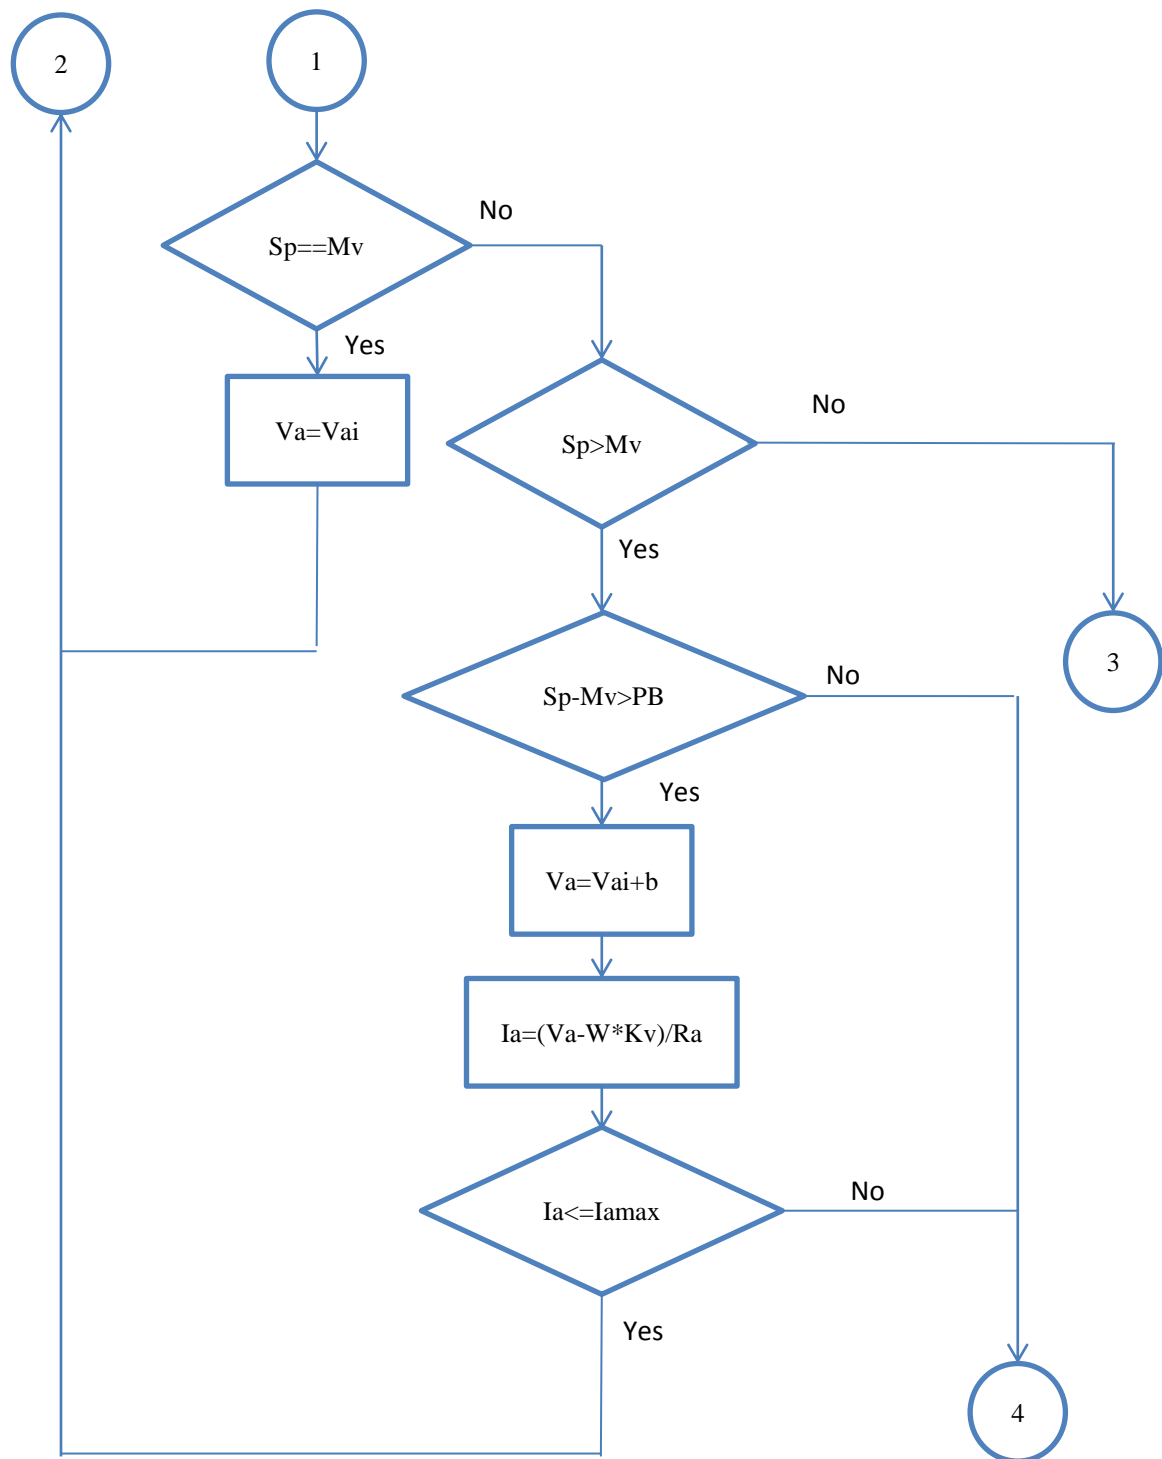 2
1
No
Sp==Mv
Yes
No
Va=Vai
Sp>Mv
Yes
3
No
Sp-Mv>PB
Yes
Va=Vai+b
Ia=(Va-W*Kv)/Ra
No
Ia<=Iamax
Yes
4